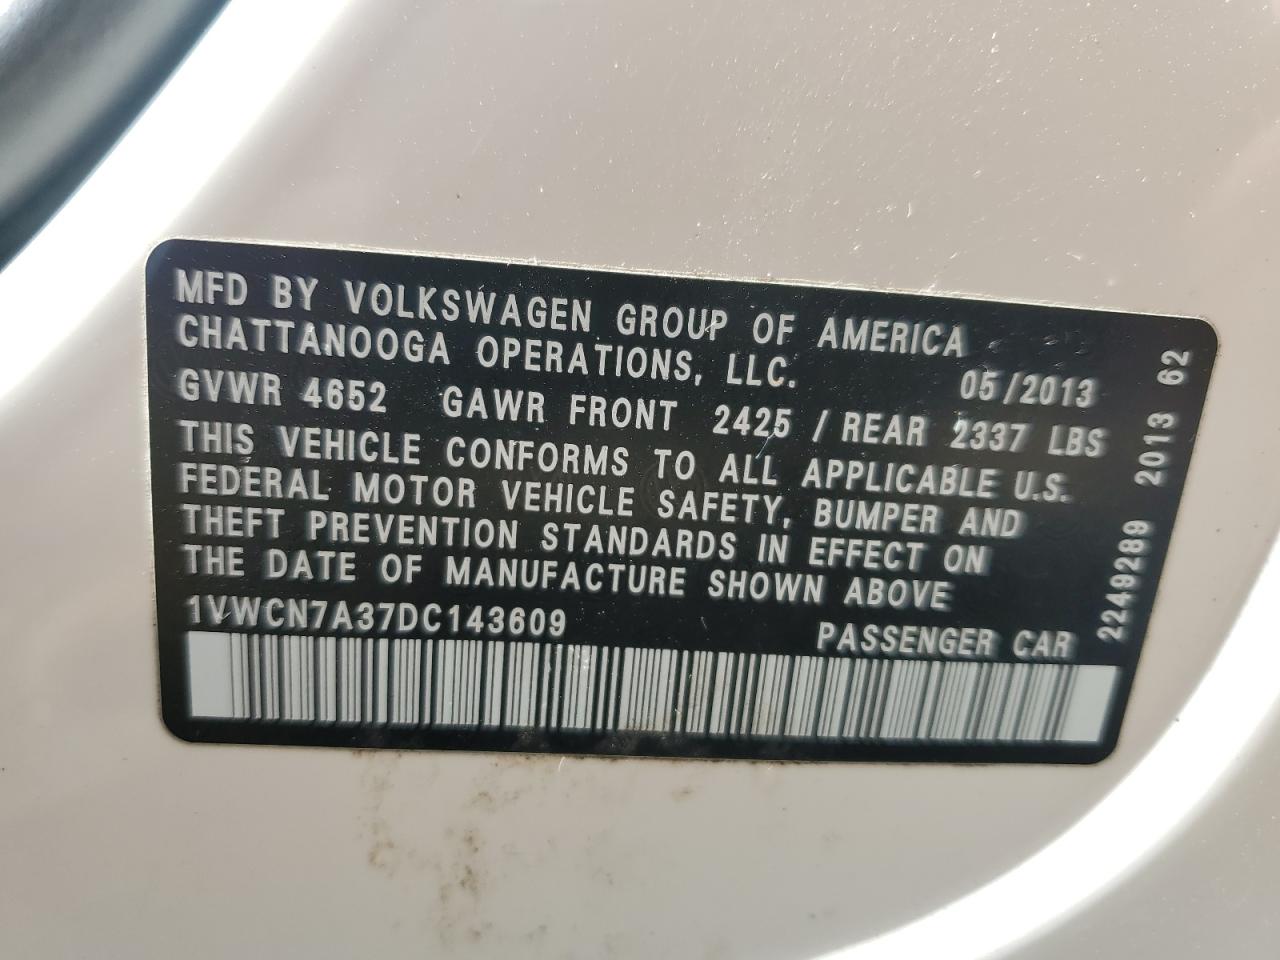 MFD BY VOLKSWAGEN GROUP OF AMERICA
CHATTANOOGA OPERATIONS, LLC. 05/2013
GVWR 4652 GAWR FRONT 2425 / REAR 2337 LBS
THIS VEHICLE CONFORMS TO ALL APPLICABLE U.S.
FEDERAL MOTOR VEHICLE SAFETY, BUMPER AND
THEFT PREVENTION STANDARDS IN EFFECT ON
THE DATE OF MANUFACTURE SHOWN ABOVE
1VWCN7A37DC143609 PASSENGER CAR
2249289 2013 62